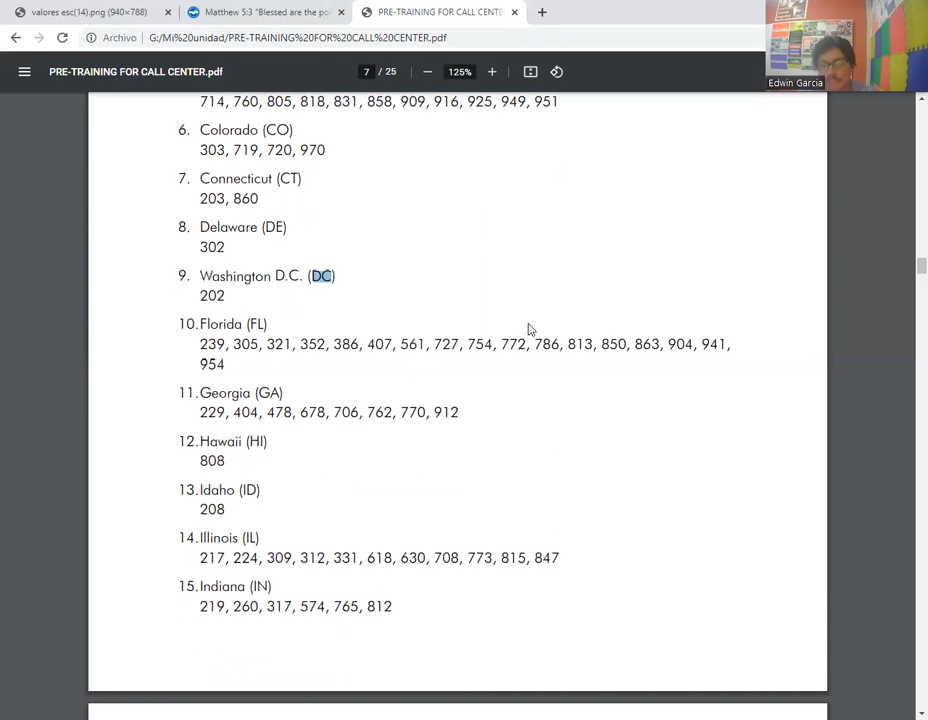 valores esc(14).png (940×788)
Matthew 5:3 "Blessed are the po
PRE-TRAINING FOR CALL CENTE
Archivo
G:/Mi%20unidad/PRE-TRAINING%20FOR%20CALL%20CENTER.pdf
PRE-TRAINING FOR CALL CENTER.pdf
7 / 25
125%
Edwin Garcia
714, 760, 805, 818, 831, 858, 909, 916, 925, 949, 951
6. Colorado (CO)
303, 719, 720, 970
7. Connecticut (CT)
203, 860
8. Delaware (DE)
302
9. Washington D.C. (DC)
202
10. Florida (FL)
239, 305, 321, 352, 386, 407, 561, 727, 754, 772, 786, 813, 850, 863, 904, 941,
954
11. Georgia (GA)
229, 404, 478, 678, 706, 762, 770, 912
12. Hawaii (HI)
808
13. Idaho (ID)
208
14. Illinois (IL)
217, 224, 309, 312, 331, 618, 630, 708, 773, 815, 847
15. Indiana (IN)
219, 260, 317, 574, 765, 812